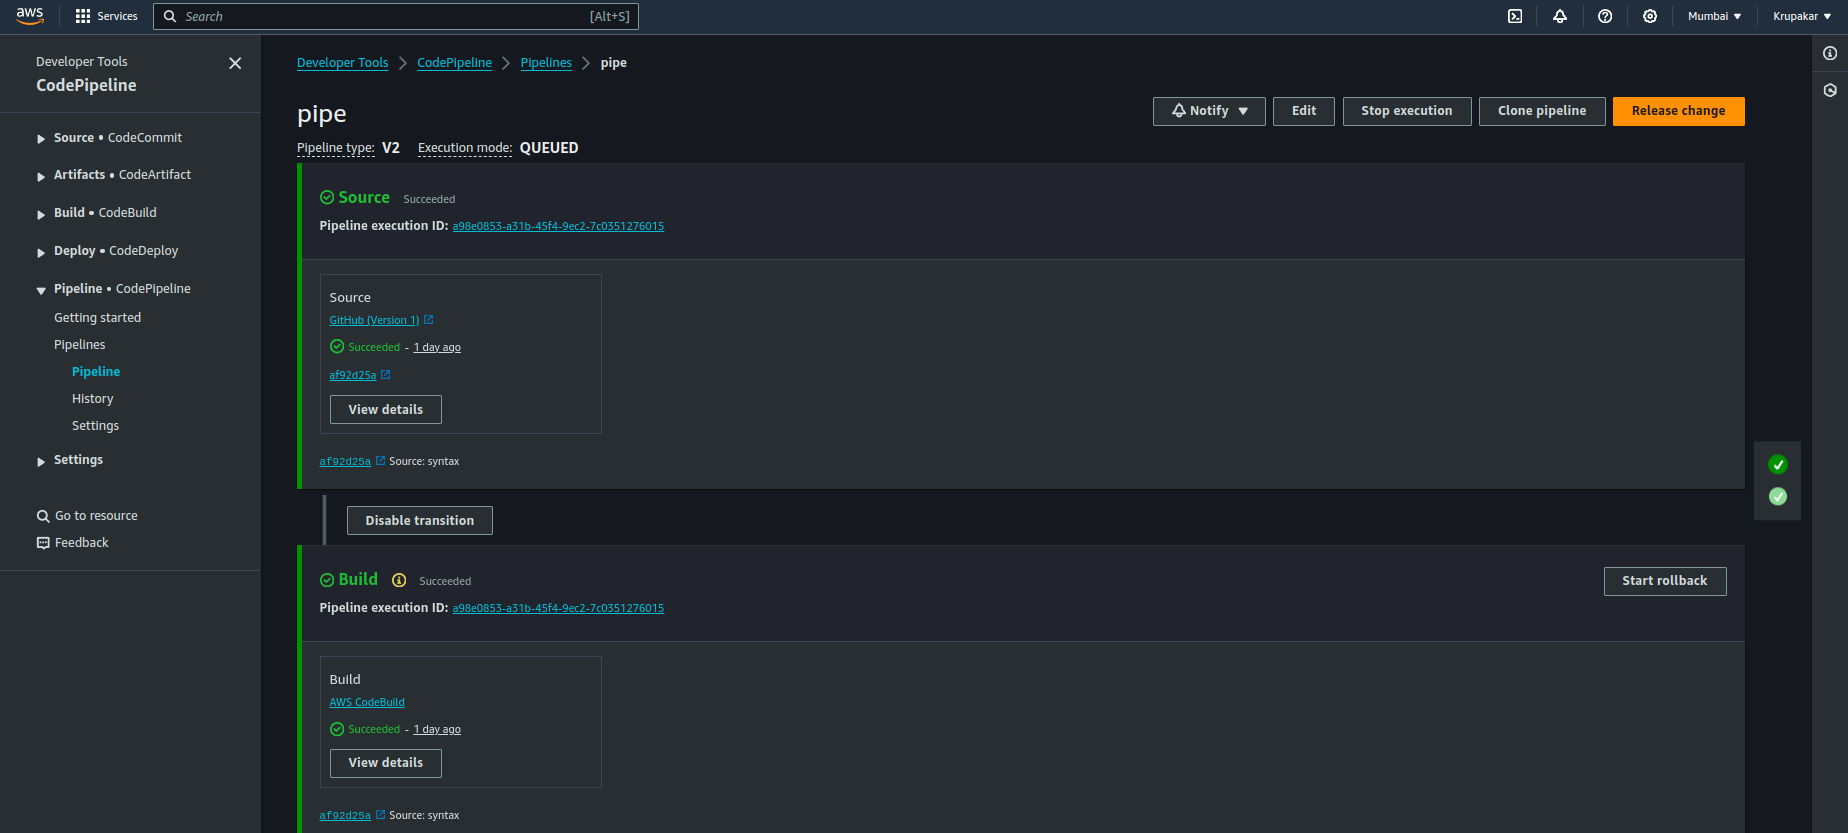 aws
Services
Search
[Alt+S]
Mumbai
Krupakar
Developer Tools
CodePipeline
Source • CodeCommit
Artifacts • CodeArtifact
Build • CodeBuild
Deploy • CodeDeploy
Pipeline • CodePipeline
Getting started
Pipelines
Pipeline
History
Settings
Settings
Go to resource
Feedback
Developer Tools > CodePipeline > Pipelines > pipe
pipe
Notify
Edit
Stop execution
Clone pipeline
Release change
Pipeline type: V2 Execution mode: QUEUED
Source Succeeded
Pipeline execution ID: a98e0853-a31b-45f4-9ec2-7c0351276015
Source
GitHub (Version 1)
Succeeded - 1 day ago
af92d25a
View details
af92d25a Source: syntax
Disable transition
Build Succeeded
Start rollback
Pipeline execution ID: a98e0853-a31b-45f4-9ec2-7c0351276015
Build
AWS CodeBuild
Succeeded - 1 day ago
View details
af92d25a Source: syntax